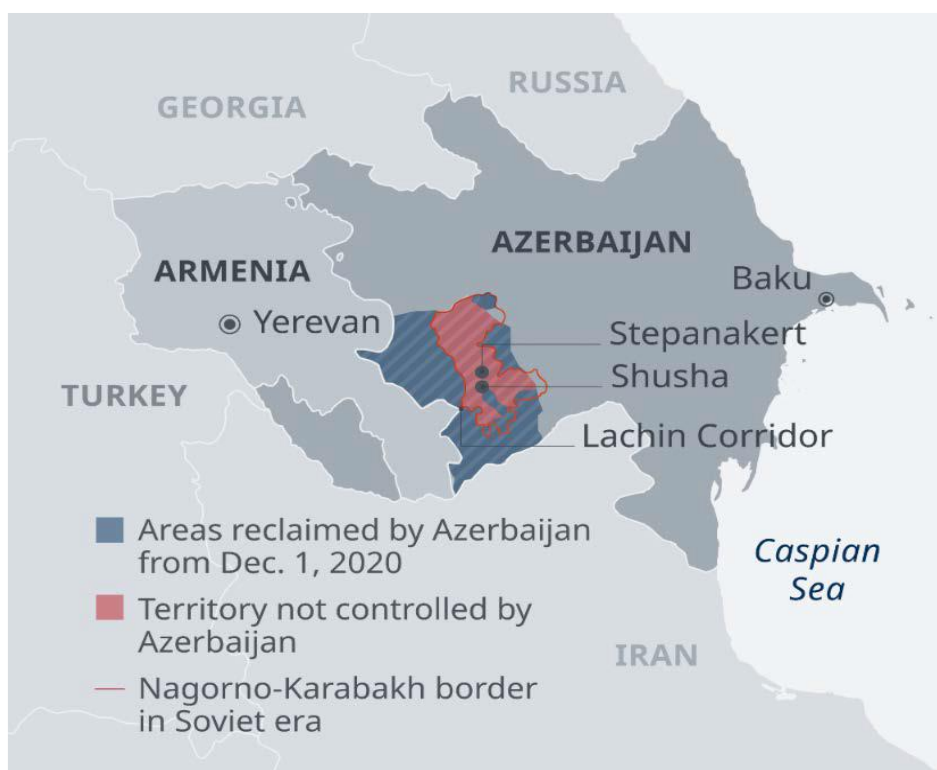 RUSSIA
GEORGIA
AZERBAIJAN
ARMENIA
Baku
Yerevan
Stepanakert
Shusha
TURKEY
Lachin Corridor
Areas reclaimed by Azerbaijan
from Dec. 1, 2020
Caspian
Sea
Territory not controlled by
Azerbaijan
IRAN
Nagorno-Karabakh border
in Soviet era